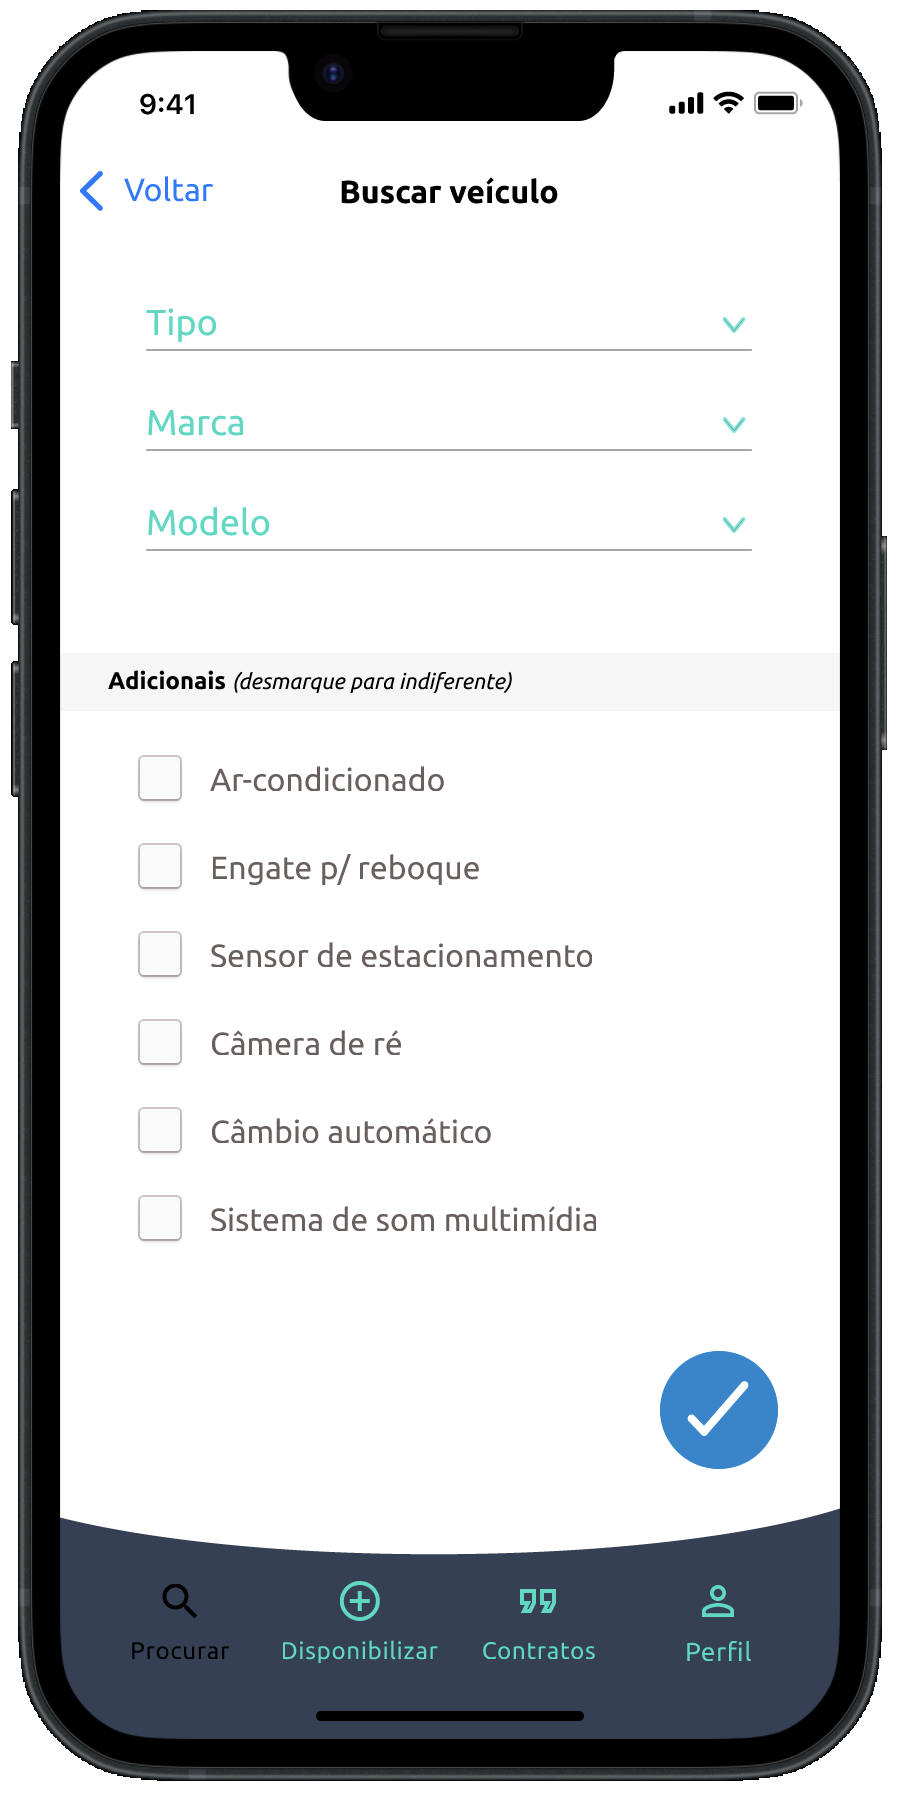 9:41
Voltar
Buscar veículo
Tipo
Marca
Modelo
Adicionais (desmarque para indiferente)
Ar-condicionado
Engate p/ reboque
Sensor de estacionamento
Câmera de ré
Câmbio automático
Sistema de som multimídia
Procurar
Disponibilizar
Contratos
Perfil